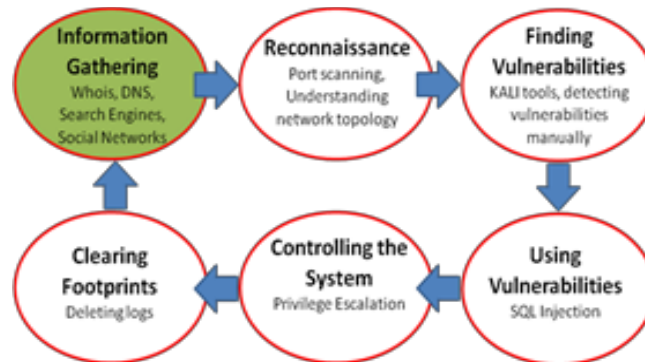 Information
Gathering
Whois, DNS,
Search Engines,
Social Networks
Reconnaissance
Port scanning,
Understanding
network topology
Finding
Vulnerabilities
KALI tools, detecting
vulnerabilities
manually
Using
Vulnerabilities
SQL Injection
Controlling the
System
Privilege Escalation
Clearing
Footprints
Deleting logs